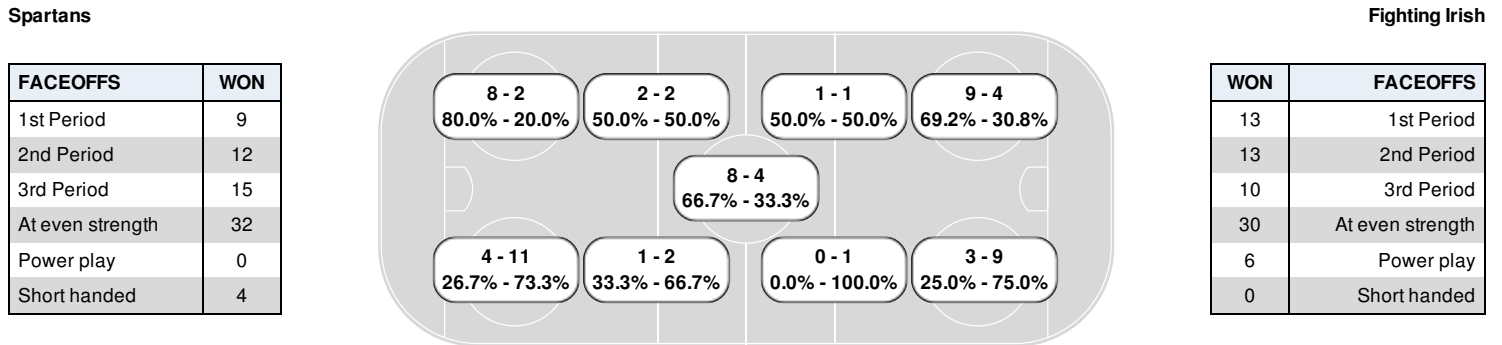 Spartans
Fighting Irish
FACEOFFS WON
1st Period 9
2nd Period 12
3rd Period 15
At even strength 32
Power play 0
Short handed 4
8 - 2
80.0% - 20.0%
2 - 2
50.0% - 50.0%
1 - 1
50.0% - 50.0%
9 - 4
69.2% - 30.8%
8 - 4
66.7% - 33.3%
4 - 11
26.7% - 73.3%
1 - 2
33.3% - 66.7%
0 - 1
0.0% - 100.0%
3 - 9
25.0% - 75.0%
WON FACEOFFS
13 1st Period
13 2nd Period
10 3rd Period
30 At even strength
6 Power play
0 Short handed